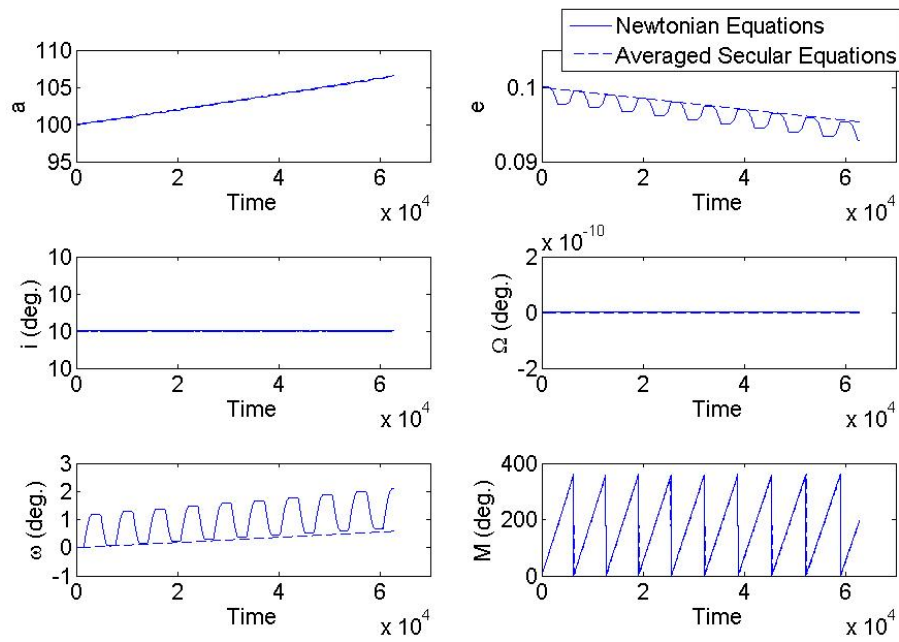 Newtonian Equations
Averaged Secular Equations
110
105
100
95
a
0 2 4 6
Time
x 10^4
0.1
0.09
e
0 2 4 6
Time
x 10^4
10
10
10
10
i (deg.)
0 2 4 6
Time
x 10^4
x 10^-10
2
0
-2
Ω (deg.)
0 2 4 6
Time
x 10^4
3
2
1
0
-1
ω (deg.)
0 2 4 6
Time
x 10^4
400
200
0
M (deg.)
0 2 4 6
Time
x 10^4